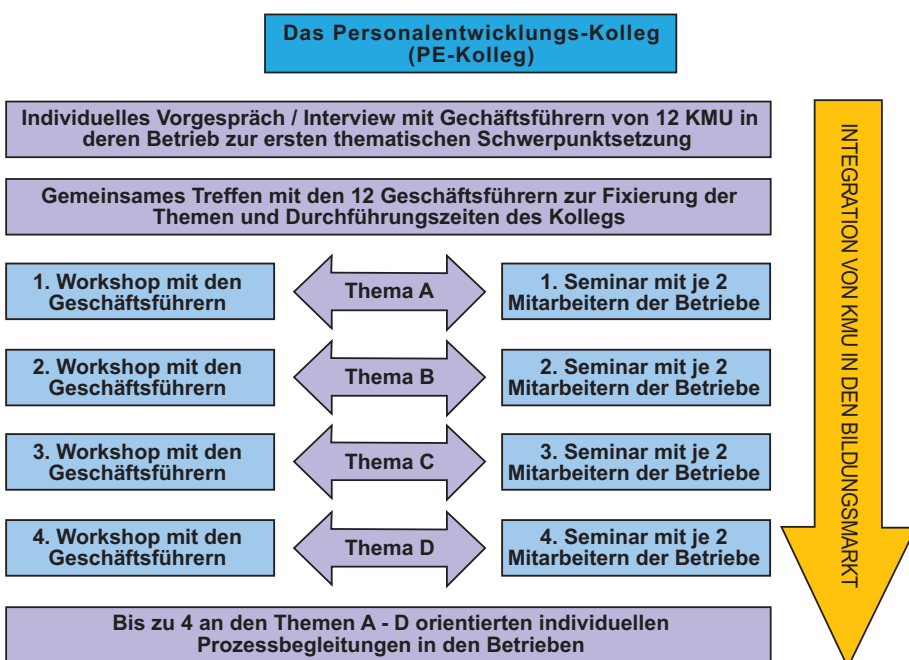 Das Personalentwicklungs-Kolleg
(PE-Kolleg)
Individuelles Vorgespräch / Interview mit Gechäftsführern von 12 KMU in
deren Betrieb zur ersten thematischen Schwerpunktsetzung
Gemeinsames Treffen mit den 12 Geschäftsführern zur Fixierung der
Themen und Durchführungszeiten des Kollegs
1. Workshop mit den
Geschäftsführern
Thema A
1. Seminar mit je 2
Mitarbeitern der Betriebe
2. Workshop mit den
Geschäftsführern
Thema B
2. Seminar mit je 2
Mitarbeitern der Betriebe
3. Workshop mit den
Geschäftsführern
Thema C
3. Seminar mit je 2
Mitarbeitern der Betriebe
4. Workshop mit den
Geschäftsführern
Thema D
4. Seminar mit je 2
Mitarbeitern der Betriebe
Bis zu 4 an den Themen A - D orientierten individuellen
Prozessbegleitungen in den Betrieben
INTEGRATION VON KMU IN DEN BILDUNGSMARKT